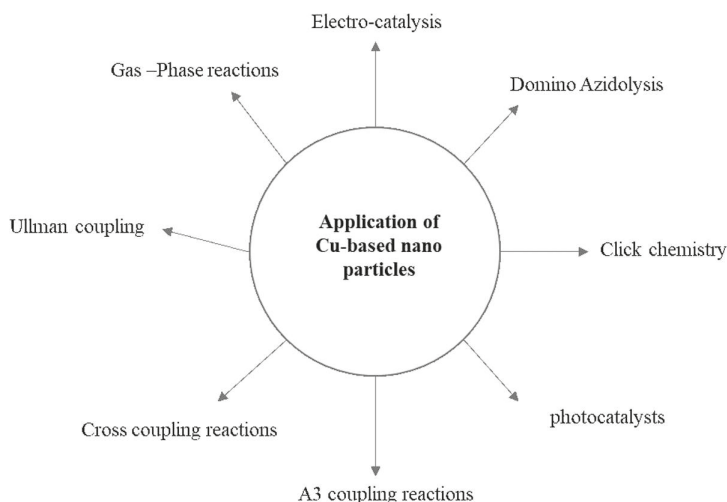 Electro-catalysis
Gas –Phase reactions
Domino Azidolysis
Application of
Cu-based nano
particles
Ullman coupling
Click chemistry
Cross coupling reactions
photocatalysts
A3 coupling reactions